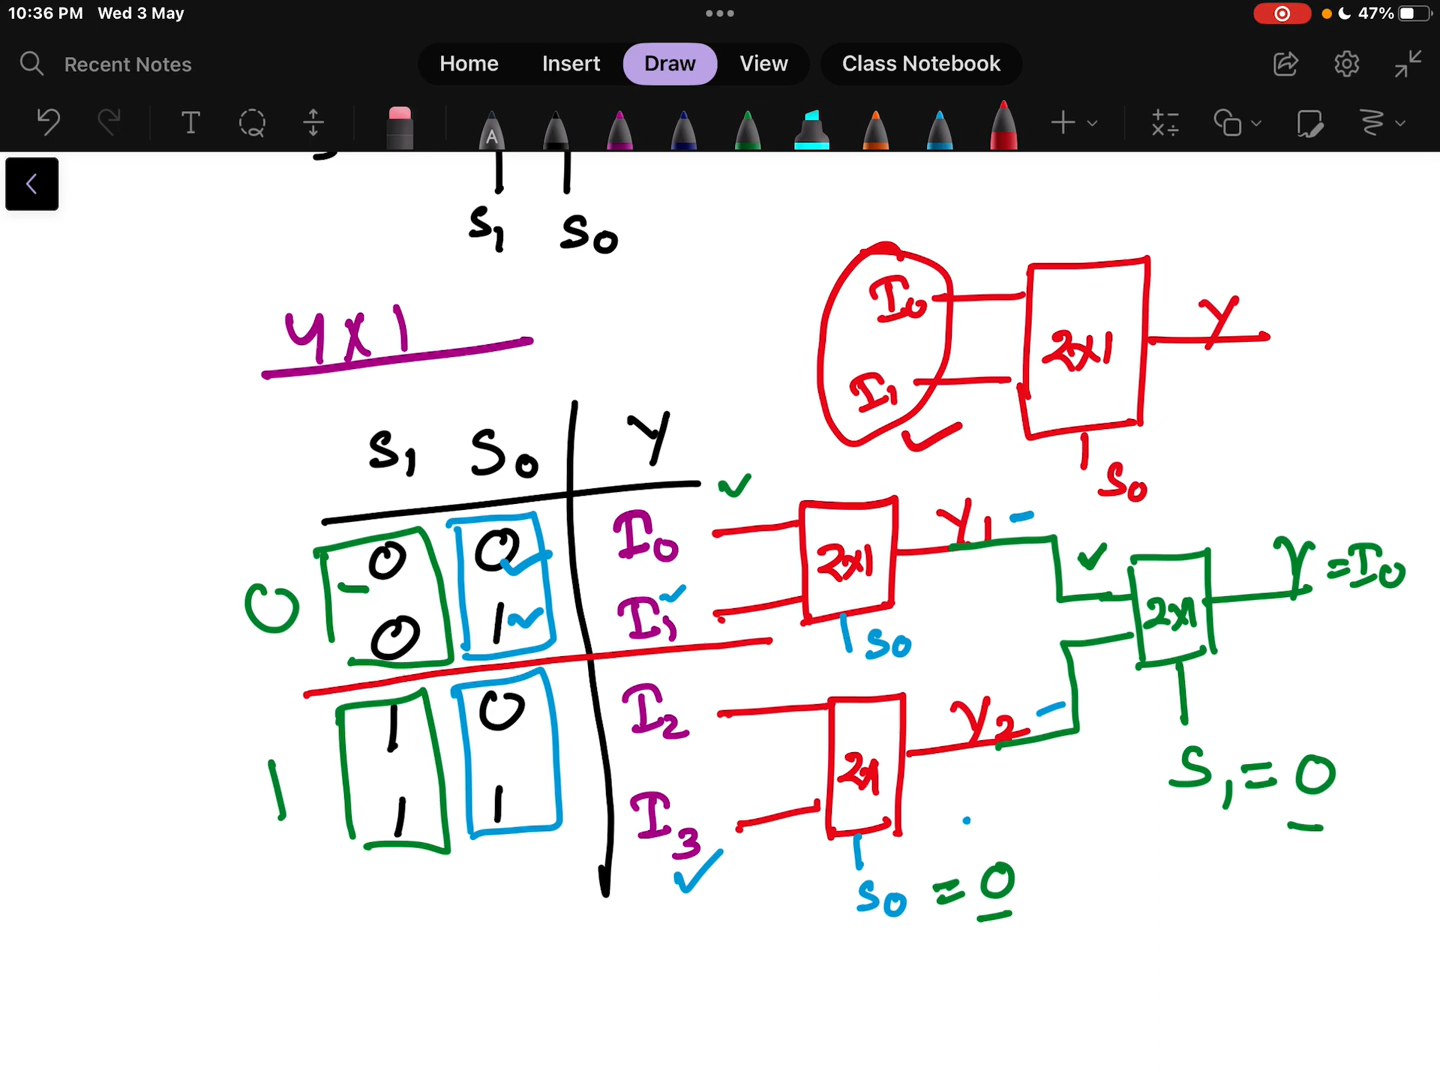 10:36 PM Wed 3 May
47%
Recent Notes
Home Insert Draw View Class Notebook
T
A
S1 S0
4x1
I0
I1
2x1
Y
S0
S1 S0 Y
0 0 I0
0 0 1 I1
1 0 I2
1 1 1 I3
2x1
Y1
S0
2x1
Y2
S0 = 0
2x1
Y = I0
S1 = 0